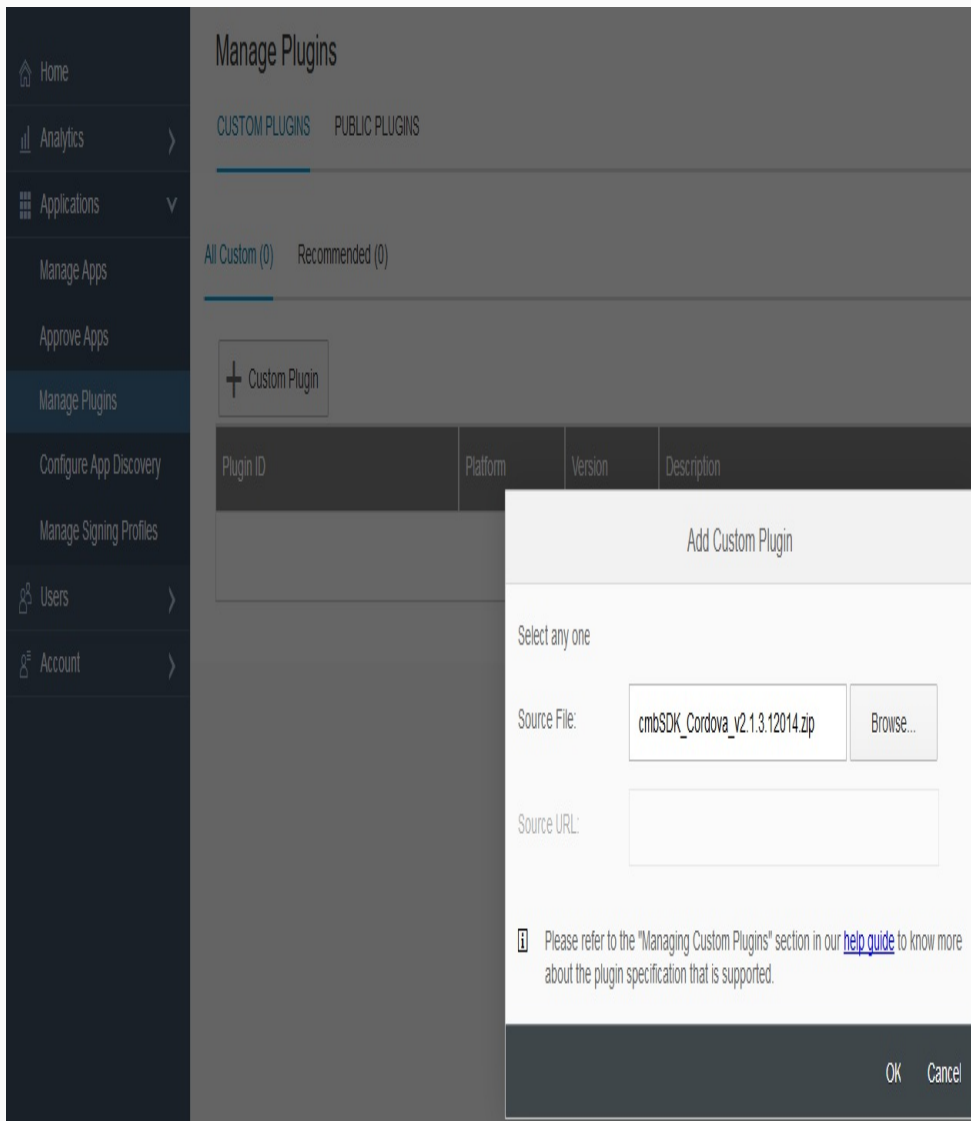 Home
Analytics
Applications
Manage Apps
Approve Apps
Manage Plugins
Configure App Discovery
Manage Signing Profiles
Users
Account
Manage Plugins
CUSTOM PLUGINS PUBLIC PLUGINS
All Custom (0) Recommended (0)
+ Custom Plugin
Plugin ID Platform Version Description
Add Custom Plugin
Select any one
Source File: cmbSDK_Cordova_v2.1.3.12014.zip Browse...
Source URL:
Please refer to the "Managing Custom Plugins" section in our help guide to know more
about the plugin specification that is supported.
OK Cancel